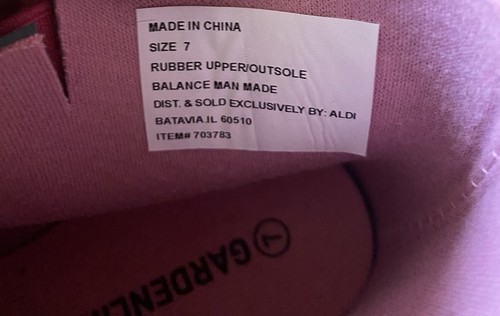 MADE IN CHINA
SIZE 7
RUBBER UPPER/OUTSOLE
BALANCE MAN MADE
DIST. & SOLD EXCLUSIVELY BY: ALDI
BATAVIA.IL 60510
ITEM# 703783
7